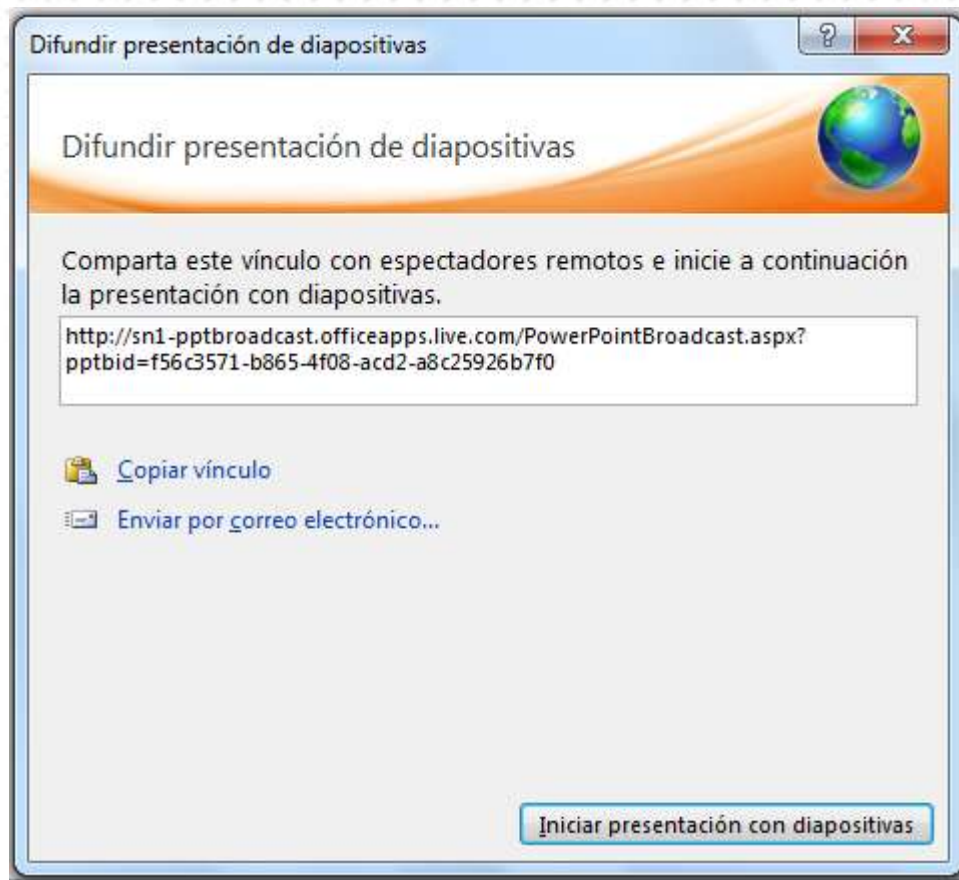 Difundir presentación de diapositivas
Difundir presentación de diapositivas
Comparta este vínculo con espectadores remotos e inicie a continuación
la presentación con diapositivas.
http://sn1-pptbroadcast.officeapps.live.com/PowerPointBroadcast.aspx?
pptbid=f56c3571-b865-4f08-acd2-a8c25926b7f0
Copiar vínculo
Enviar por correo electrónico...
Iniciar presentación con diapositivas